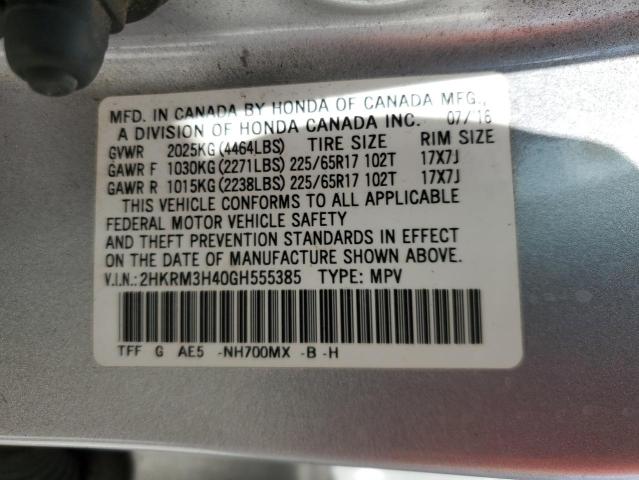 MFD. IN CANADA BY HONDA OF CANADA MFG.,
A DIVISION OF HONDA CANADA INC. 07/16
GVWR 2025KG(4464LBS) TIRE SIZE RIM SIZE
GAWR F 1030KG(2271LBS) 225/65R17 102T 17X7J
GAWR R 1015KG(2238LBS) 225/65R17 102T 17X7J
THIS VEHICLE CONFORMS TO ALL APPLICABLE
FEDERAL MOTOR VEHICLE SAFETY
AND THEFT PREVENTION STANDARDS IN EFFECT
ON THE DATE OF MANUFACTURE SHOWN ABOVE.
V.I.N.:2HKRM3H40GH555385 TYPE: MPV
TFF G AE5 -NH700MX -B -H